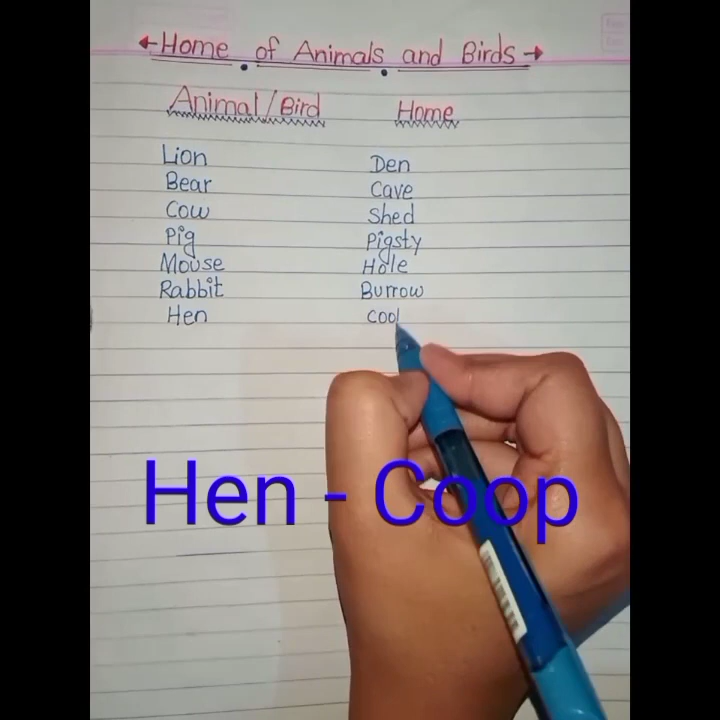 Home of Animals and Birds
Animal/Bird Home
Lion Den
Bear Cave
Cow Shed
Pig Pigsty
Mouse Hole
Rabbit Burrow
Hen Coo
Hen - Coop